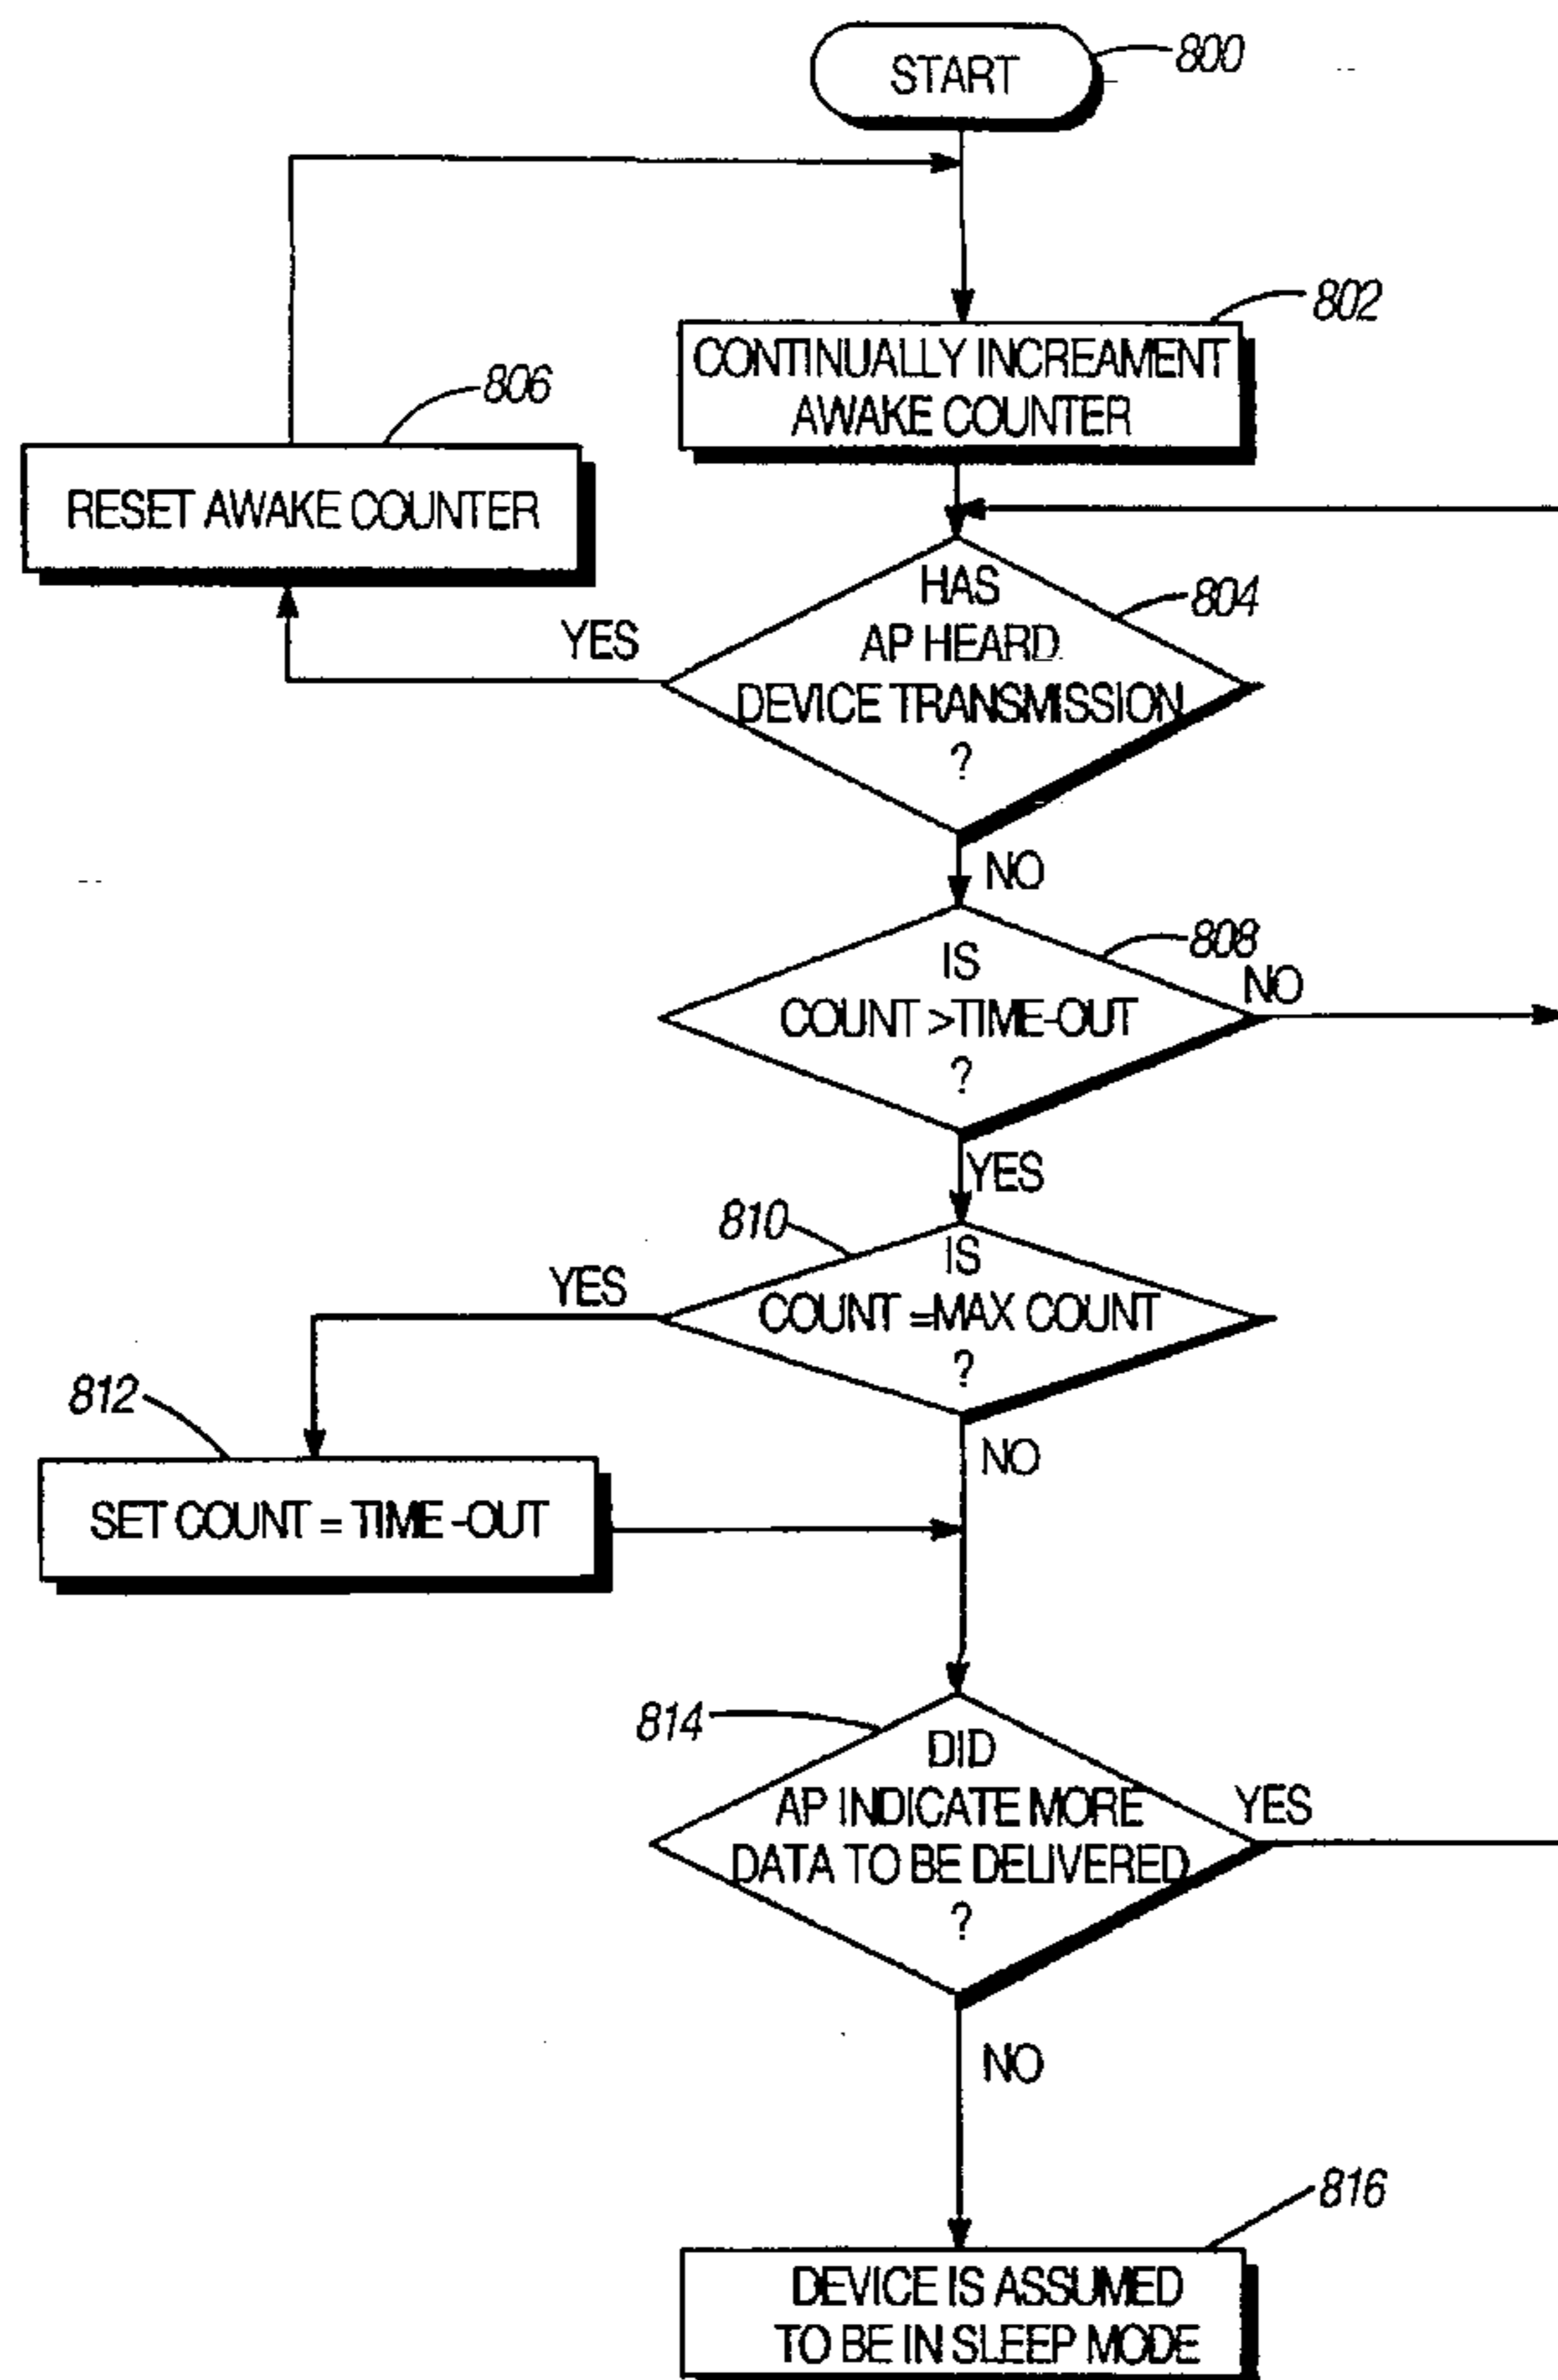 START
800
802
CONTINUALLY INCREAMENT
AWAKE COUNTER
806
RESET AWAKE COUNTER
804
HAS
AP HEARD
DEVICE TRANSMISSION
?
YES
NO
808
IS
COUNT >TIME-OUT
?
NO
YES
810
IS
COUNT =MAX COUNT
?
YES
NO
812
SET COUNT = TIME -OUT
814
DID
AP INDICATE MORE
DATA TO BE DELIVERED
?
YES
NO
816
DEVICE IS ASSUMED
TO BE IN SLEEP MODE